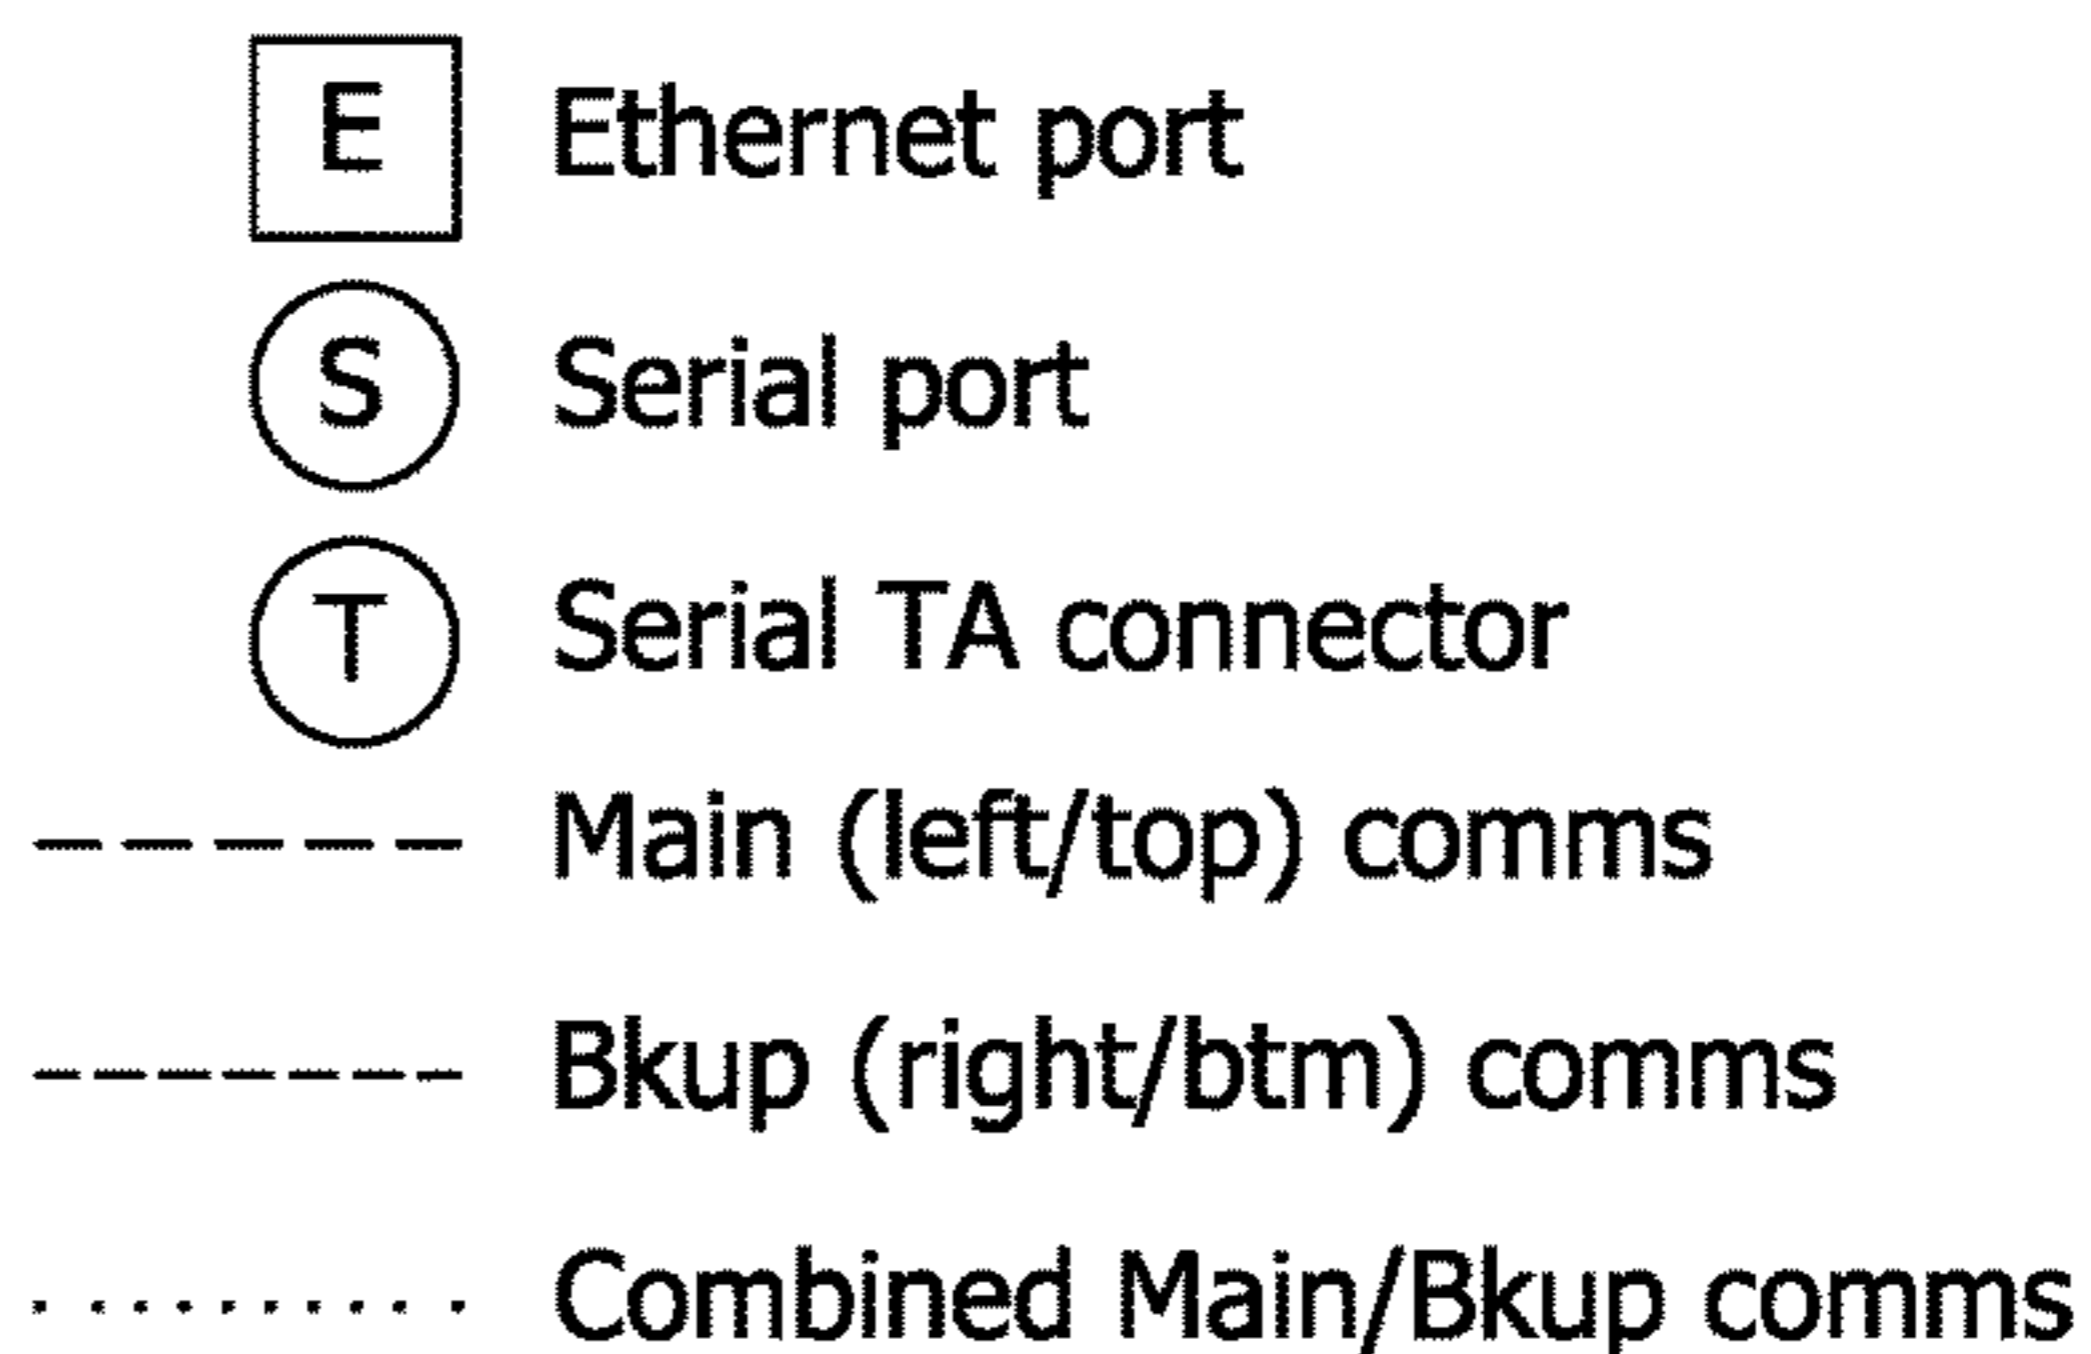 E Ethernet port
S Serial port
T Serial TA connector
Main (left/top) comms
Bkup (right/btm) comms
Combined Main/Bkup comms